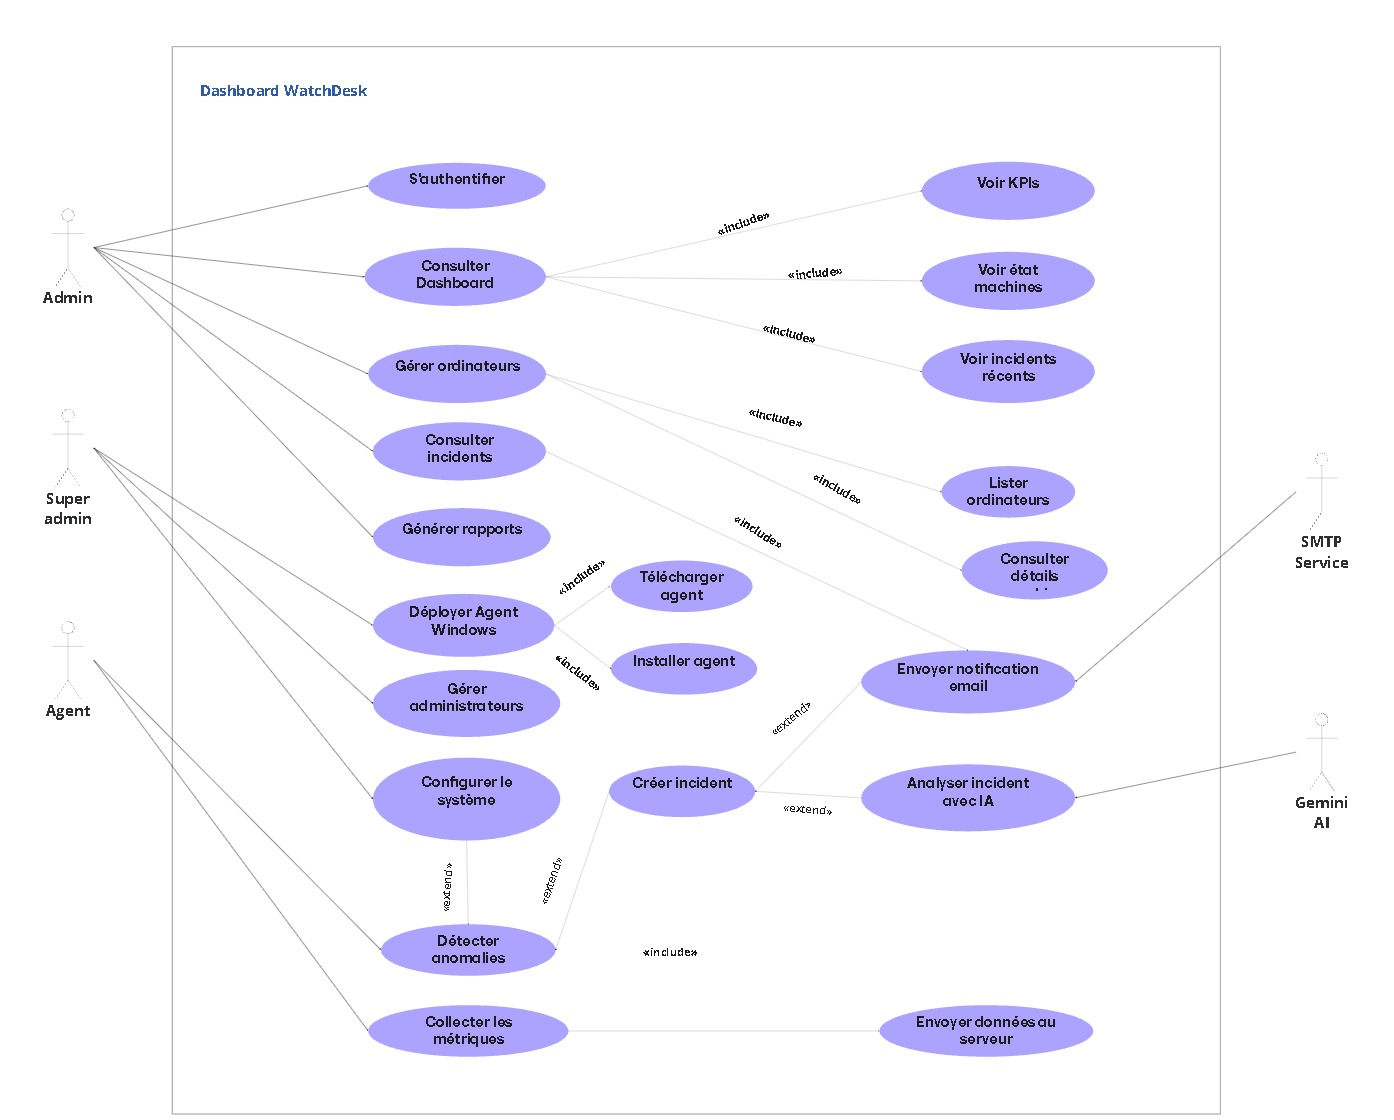 Dashboard WatchDesk
S'authentifier
Voir KPIs
«include»
Admin
Consulter
Dashboard
«include»
Voir état
machines
«include»
Gérer ordinateurs
Voir incidents
récents
«include»
Super
admin
Consulter
incidents
«include»
Lister
ordinateurs
SMTP
Service
Générer rapports
«include»
Consulter
détails
«include»
Télécharger
agent
Déployer Agent
Windows
«include»
Installer agent
Agent
Gérer
administrateurs
Envoyer notification
email
«extend»
Configurer le
système
Créer incident
«extend»
Analyser incident
avec IA
Gemini
AI
«extend»
«extend»
Détecter
anomalies
«include»
Collecter les
métriques
Envoyer données au
serveur